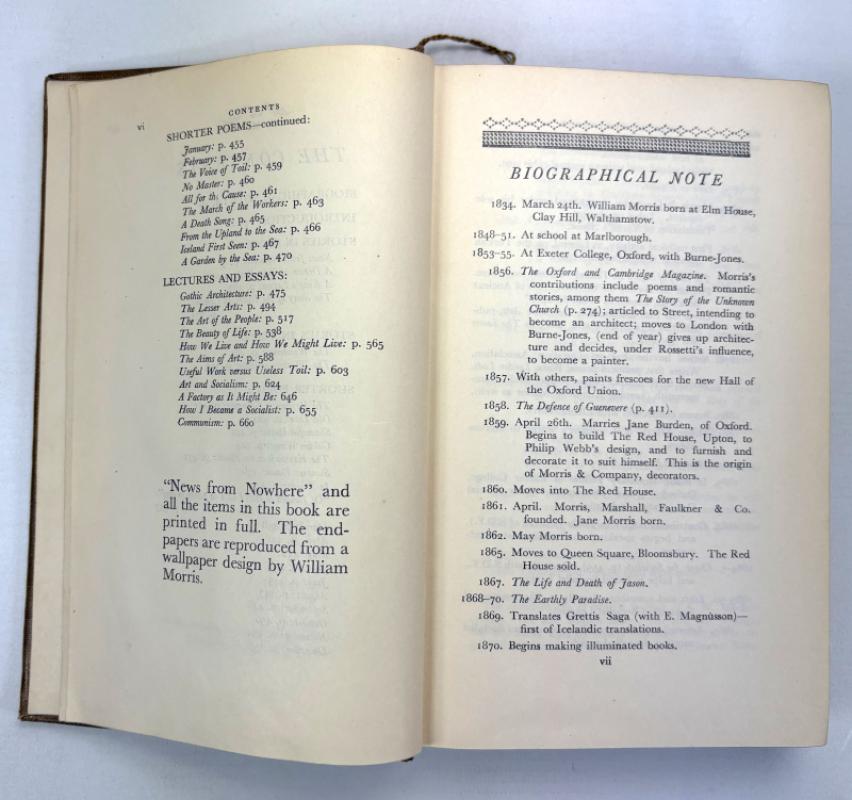 vi
CONTENTS
SHORTER POEMS—continued:
January: p. 455
February: p. 457
The Voice of Toil: p. 459
No Master: p. 460
All for the Cause: p. 461
The March of the Workers: p. 463
A Death Song: p. 465
From the Upland to the Sea: p. 466
Iceland First Seen: p. 467
A Garden by the Sea: p. 470
LECTURES AND ESSAYS:
Gothic Architecture: p. 475
The Lesser Arts: p. 494
The Art of the People: p. 517
The Beauty of Life: p. 538
How We Live and How We Might Live: p. 565
The Aims of Art: p. 588
Useful Work versus Useless Toil: p. 603
Art and Socialism: p. 624
A Factory as It Might Be: 646
How I Became a Socialist: p. 655
Communism: p. 660
“News from Nowhere” and
all the items in this book are
printed in full. The end-
papers are reproduced from a
wallpaper design by William
Morris.
BIOGRAPHICAL NOTE
1834. March 24th. William Morris born at Elm House,
Clay Hill, Walthamstow.
1848-51. At school at Marlborough.
1853-55. At Exeter College, Oxford, with Burne-Jones.
1856. The Oxford and Cambridge Magazine. Morris's
contributions include poems and romantic
stories, among them The Story of the Unknown
Church (p. 274); articled to Street, intending to
become an architect; moves to London with
Burne-Jones, (end of year) gives up architec-
ture and decides, under Rossetti's influence,
to become a painter.
1857. With others, paints frescoes for the new Hall of
the Oxford Union.
1858. The Defence of Guenevere (p. 411).
1859. April 26th. Marries Jane Burden, of Oxford.
Begins to build The Red House, Upton, to
Philip Webb's design, and to furnish and
decorate it to suit himself. This is the origin
of Morris & Company, decorators.
1860. Moves into The Red House.
1861. April. Morris, Marshall, Faulkner & Co.
founded. Jane Morris born.
1862. May Morris born.
1865. Moves to Queen Square, Bloomsbury. The Red
House sold.
1867. The Life and Death of Jason.
1868-70. The Earthly Paradise.
1869. Translates Grettis Saga (with E. Magnùsson)—
first of Icelandic translations.
1870. Begins making illuminated books.
vii